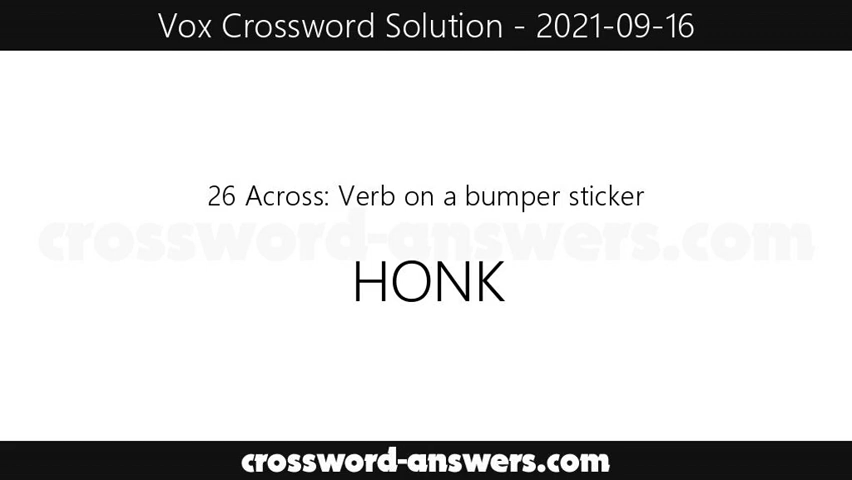 Vox Crossword Solution - 2021-09-16
26 Across: Verb on a bumper sticker
crossword-answers.com
HONK
crossword-answers.com